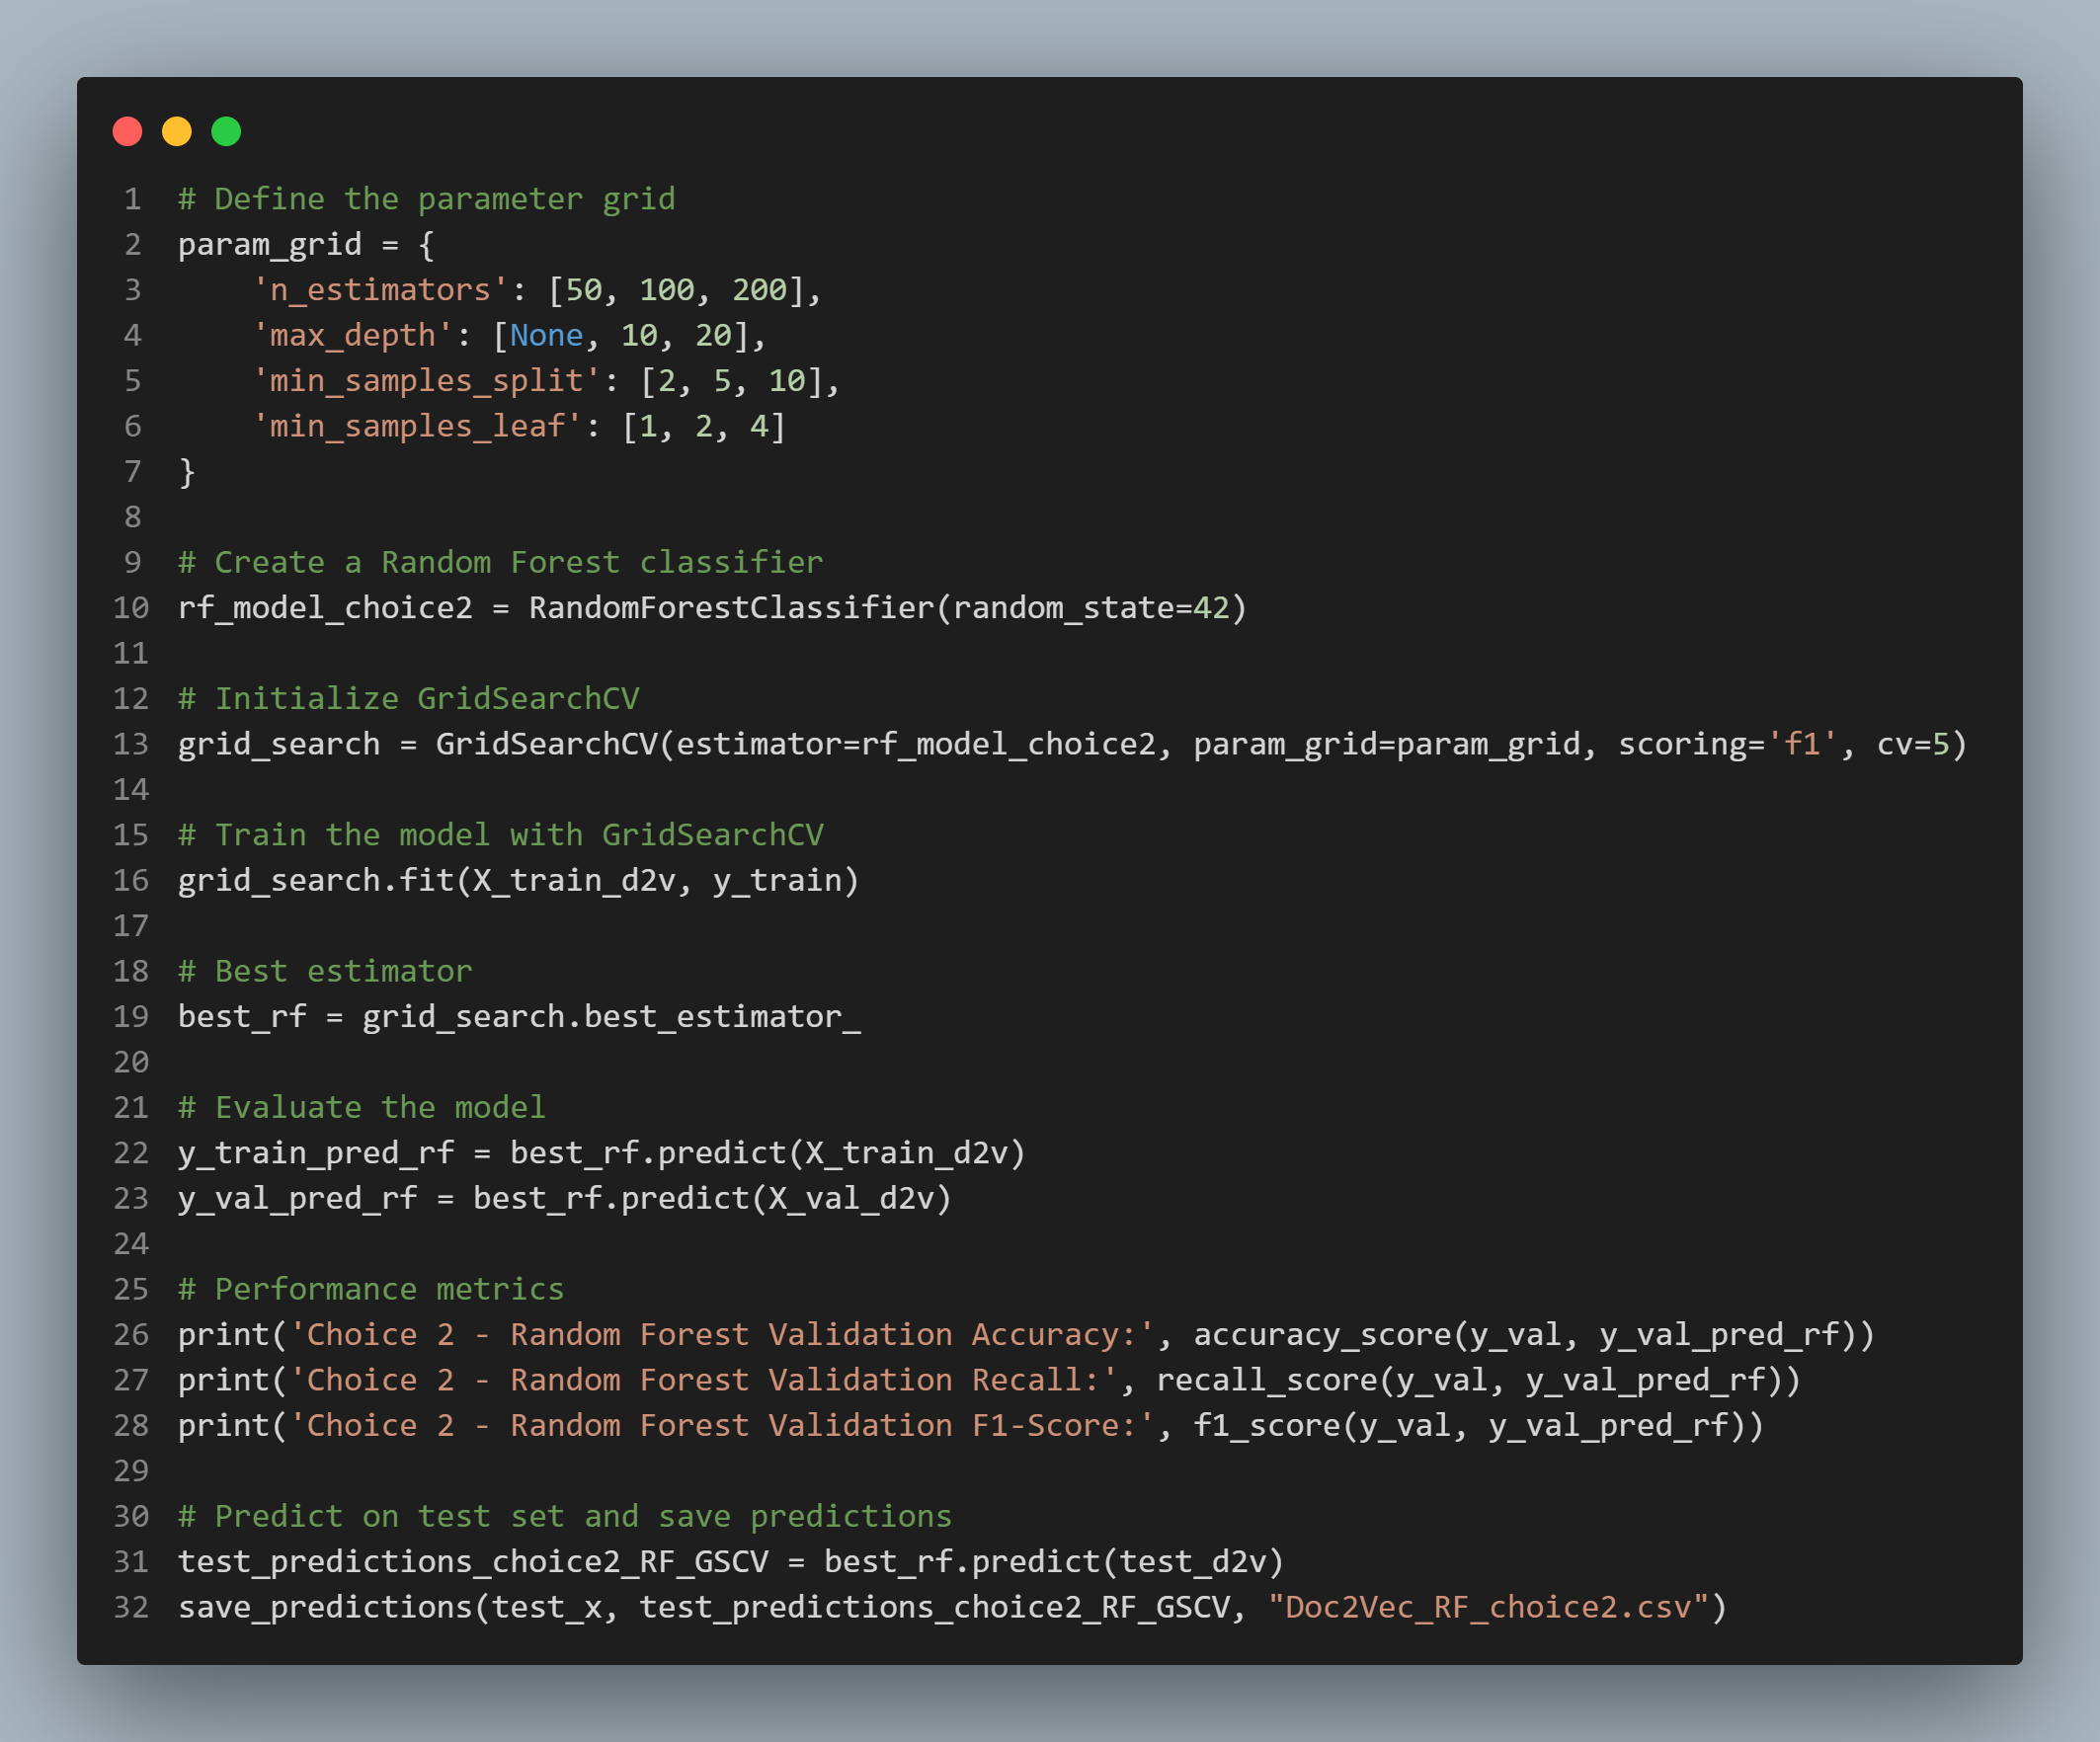 1 # Define the parameter grid
2 param_grid = {
3     'n_estimators': [50, 100, 200],
4     'max_depth': [None, 10, 20],
5     'min_samples_split': [2, 5, 10],
6     'min_samples_leaf': [1, 2, 4]
7 }
8
9 # Create a Random Forest classifier
10 rf_model_choice2 = RandomForestClassifier(random_state=42)
11
12 # Initialize GridSearchCV
13 grid_search = GridSearchCV(estimator=rf_model_choice2, param_grid=param_grid, scoring='f1', cv=5)
14
15 # Train the model with GridSearchCV
16 grid_search.fit(X_train_d2v, y_train)
17
18 # Best estimator
19 best_rf = grid_search.best_estimator_
20
21 # Evaluate the model
22 y_train_pred_rf = best_rf.predict(X_train_d2v)
23 y_val_pred_rf = best_rf.predict(X_val_d2v)
24
25 # Performance metrics
26 print('Choice 2 - Random Forest Validation Accuracy:', accuracy_score(y_val, y_val_pred_rf))
27 print('Choice 2 - Random Forest Validation Recall:', recall_score(y_val, y_val_pred_rf))
28 print('Choice 2 - Random Forest Validation F1-Score:', f1_score(y_val, y_val_pred_rf))
29
30 # Predict on test set and save predictions
31 test_predictions_choice2_RF_GSCV = best_rf.predict(test_d2v)
32 save_predictions(test_x, test_predictions_choice2_RF_GSCV, "Doc2Vec_RF_choice2.csv")